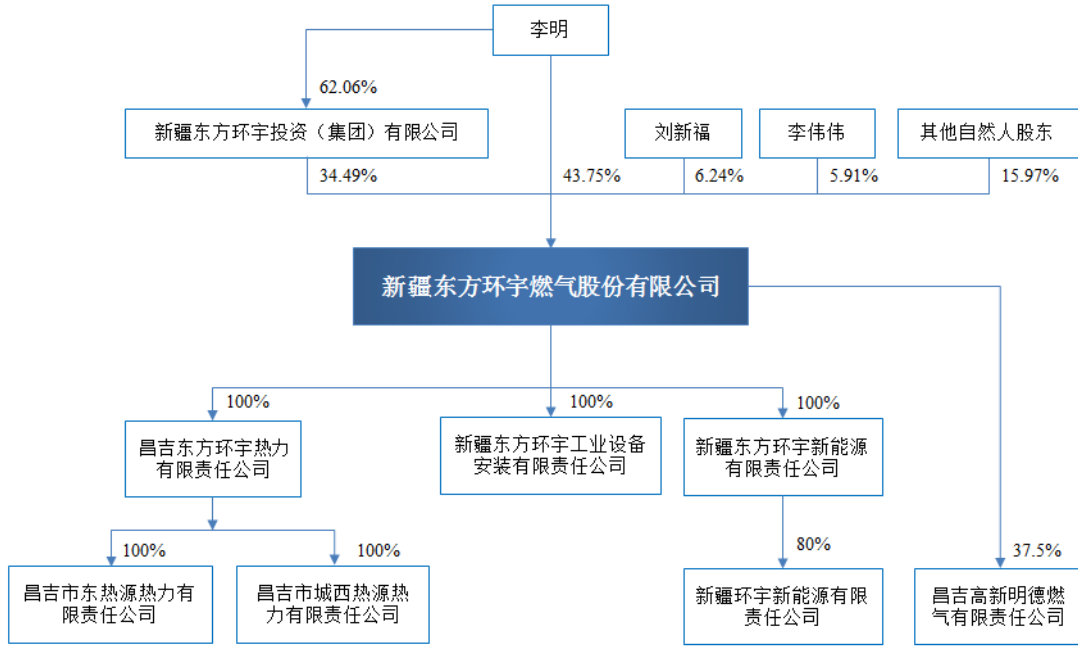 李明
62.06%
新疆东方环宇投资（集团）有限公司
刘新福
李伟伟
其他自然人股东
34.49%
43.75%
6.24%
5.91%
15.97%
新疆东方环宇燃气股份有限公司
100%
100%
100%
昌吉东方环宇热力
有限责任公司
新疆东方环宇工业设备
安装有限责任公司
新疆东方环宇新能源
有限责任公司
100%
100%
80%
37.5%
昌吉市东热源热力有
限责任公司
昌吉市城西热源热
力有限责任公司
新疆环宇新能源有限
责任公司
昌吉高新明德燃
气有限责任公司